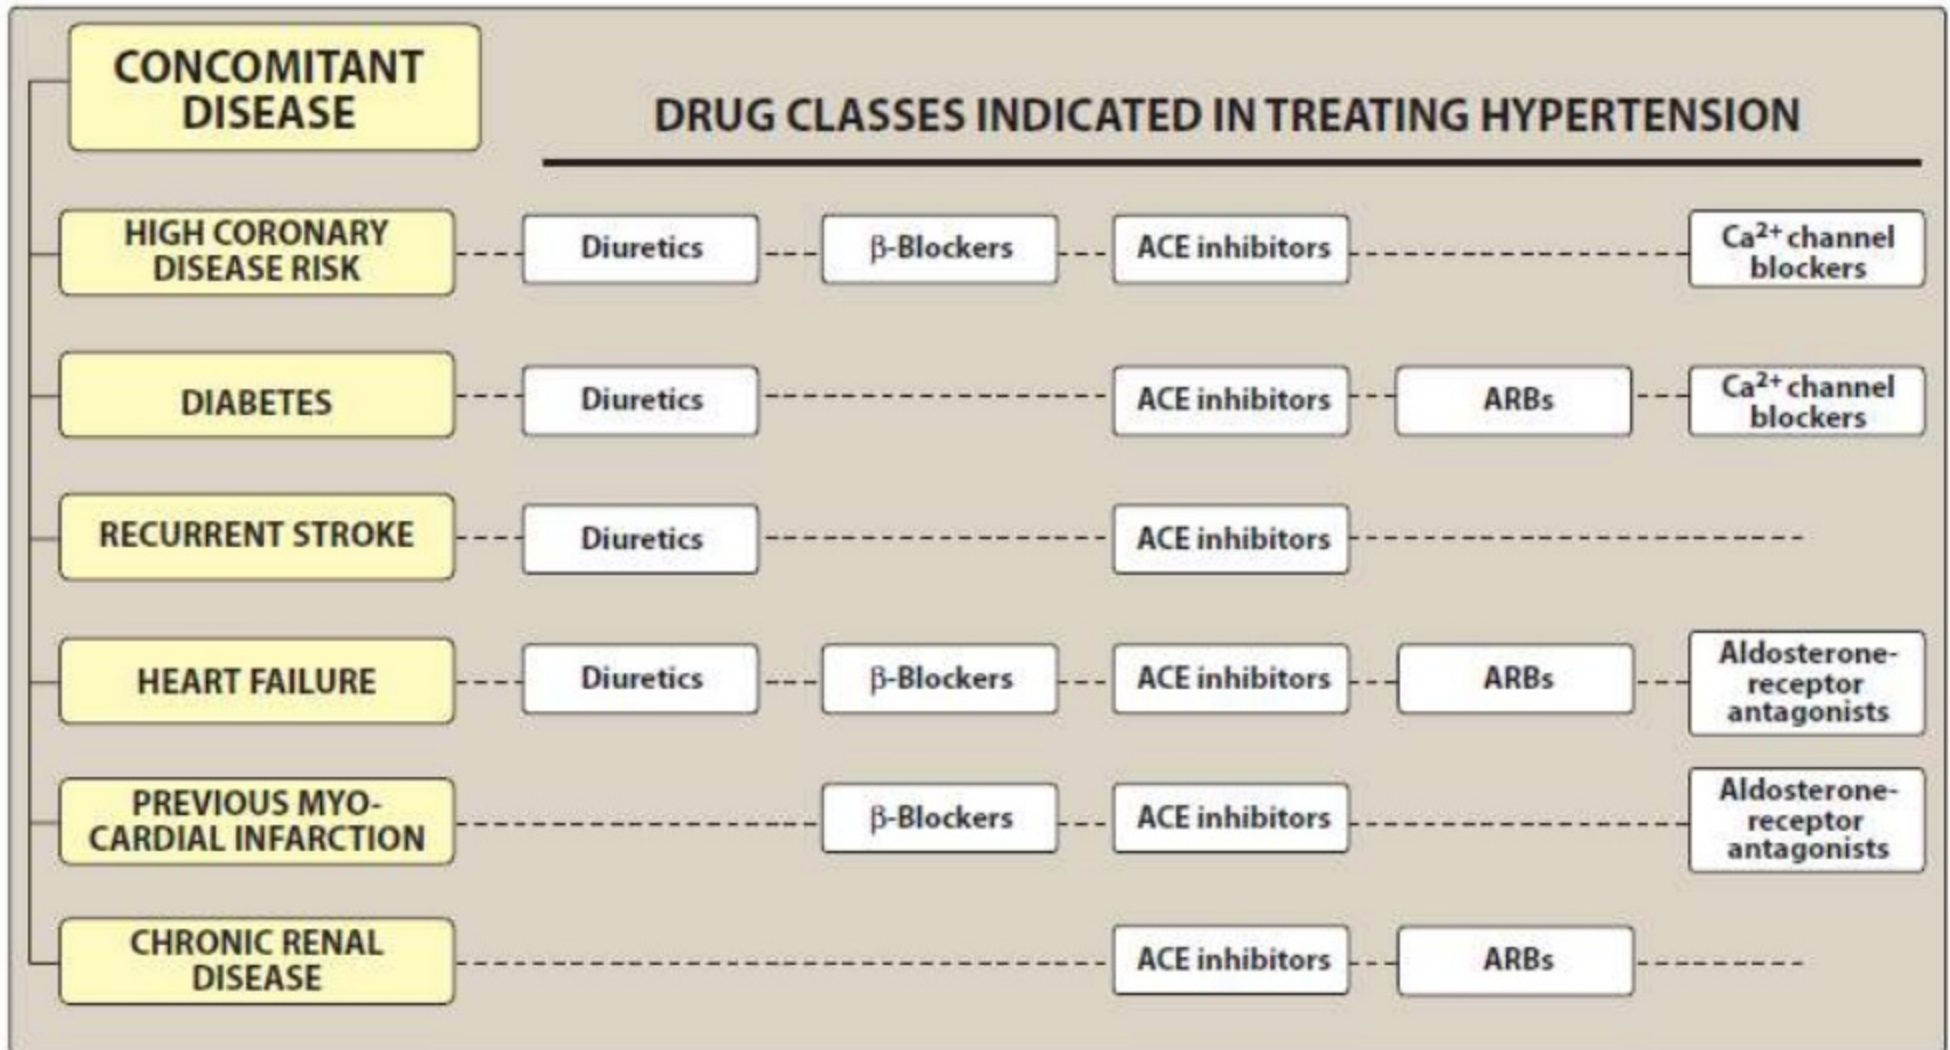 CONCOMITANT
DISEASE
DRUG CLASSES INDICATED IN TREATING HYPERTENSION
HIGH CORONARY
DISEASE RISK
Diuretics
β-Blockers
ACE inhibitors
Ca²⁺ channel
blockers
DIABETES
Diuretics
ACE inhibitors
ARBs
Ca²⁺ channel
blockers
RECURRENT STROKE
Diuretics
ACE inhibitors
HEART FAILURE
Diuretics
β-Blockers
ACE inhibitors
ARBs
Aldosterone-
receptor
antagonists
PREVIOUS MYO-
CARDIAL INFARCTION
β-Blockers
ACE inhibitors
Aldosterone-
receptor
antagonists
CHRONIC RENAL
DISEASE
ACE inhibitors
ARBs